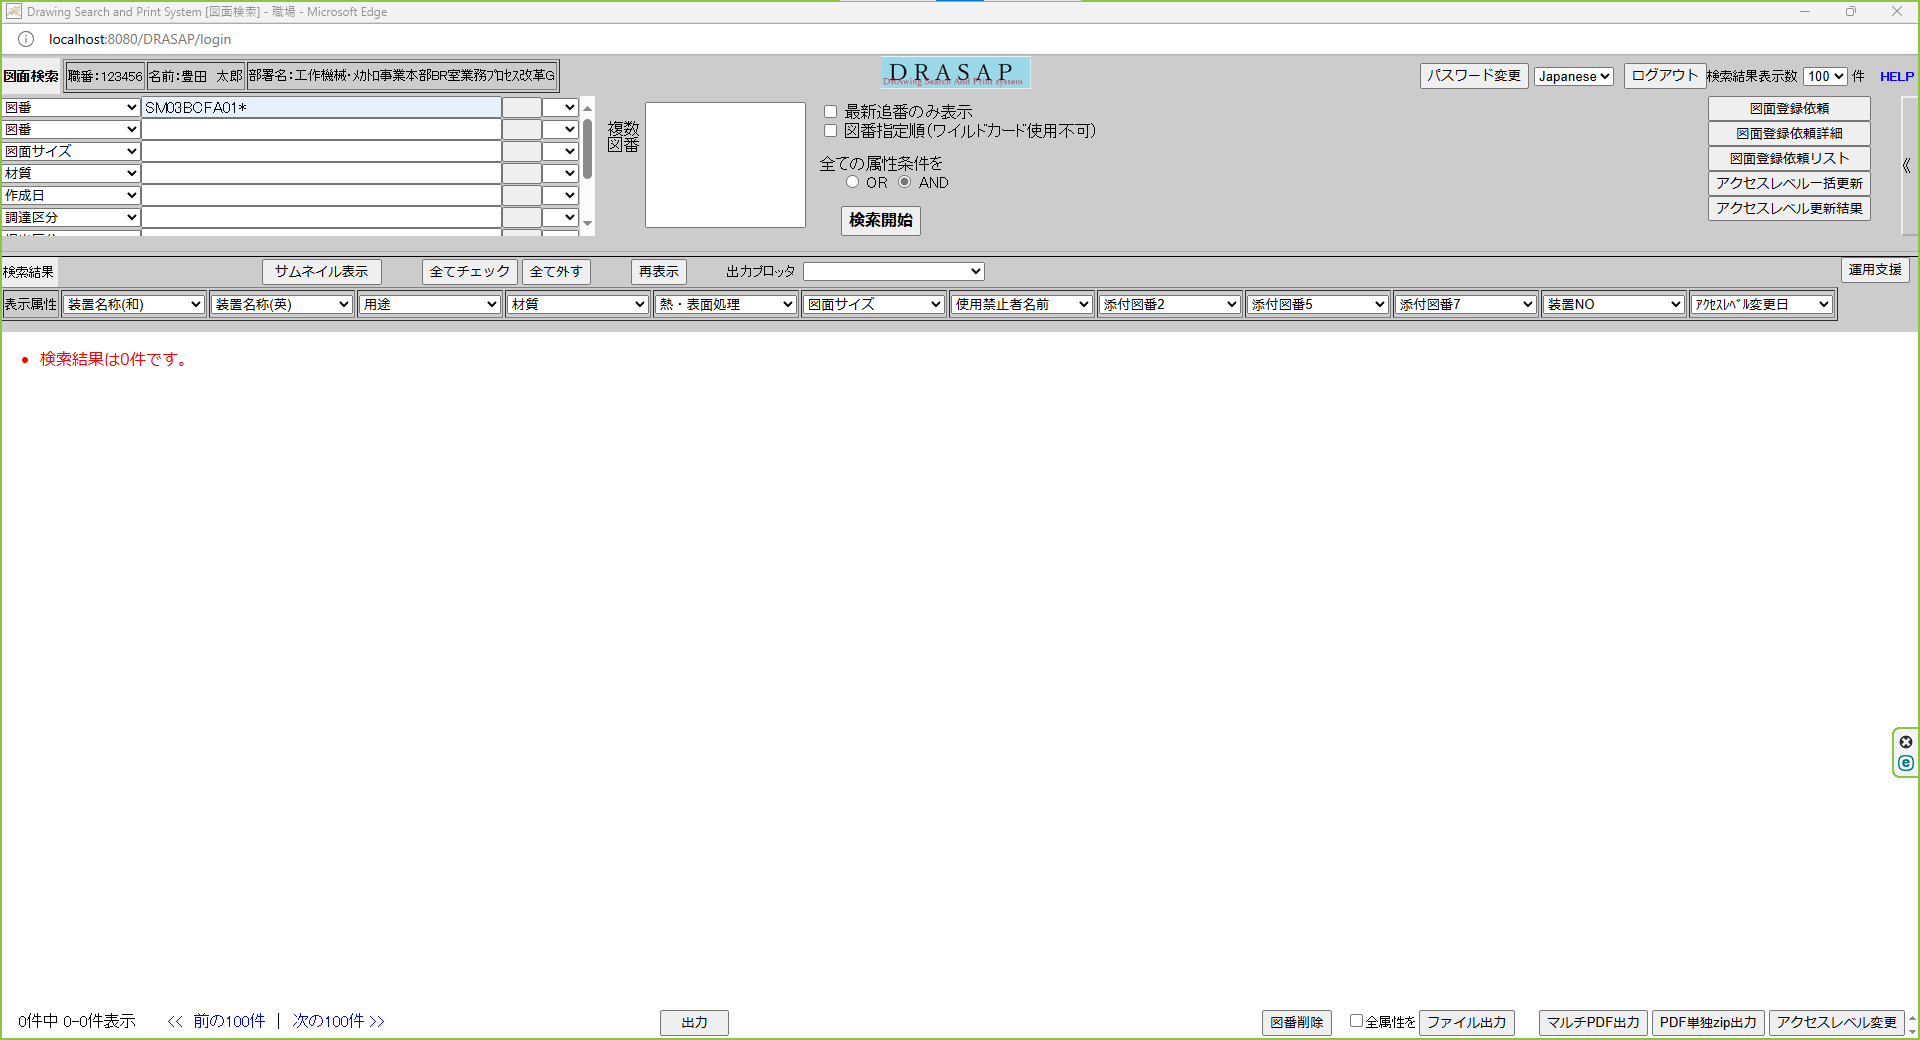 Drawing Search and Print System [図面検索] - 職場 - Microsoft Edge
localhost:8080/DRASAP/login
図面検索 職番：123456 名前：豊田　太郎 部署名：工作機械・ﾒｶﾄﾛ事業本部BR室業務ﾌﾟﾛｾｽ改革G
DRASAP
DRAwing Search And Print system
パスワード変更 Japanese ログアウト 検索結果表示数 100 件 HELP
図番 SM03BCFA01*
図番
図面サイズ
材質
作成日
調達区分
複数
図番
最新追番のみ表示
図番指定順（ワイルドカード使用不可）
全ての属性条件を
OR AND
検索開始
図面登録依頼
図面登録依頼詳細
図面登録依頼リスト
アクセスレベル一括更新
アクセスレベル更新結果
《
検索結果 サムネイル表示 全てチェック 全て外す 再表示 出力プロッタ 運用支援
表示属性 装置名称(和) 装置名称(英) 用途 材質 熱・表面処理 図面サイズ 使用禁止者名前 添付図番2 添付図番5 添付図番7 装置NO ｱｸｾｽﾚﾍﾞﾙ変更日
検索結果は0件です。
0件中 0-0件表示 << 前の100件 | 次の100件 >> 出力 図番削除 全属性を ファイル出力 マルチPDF出力 PDF単独zip出力 アクセスレベル変更